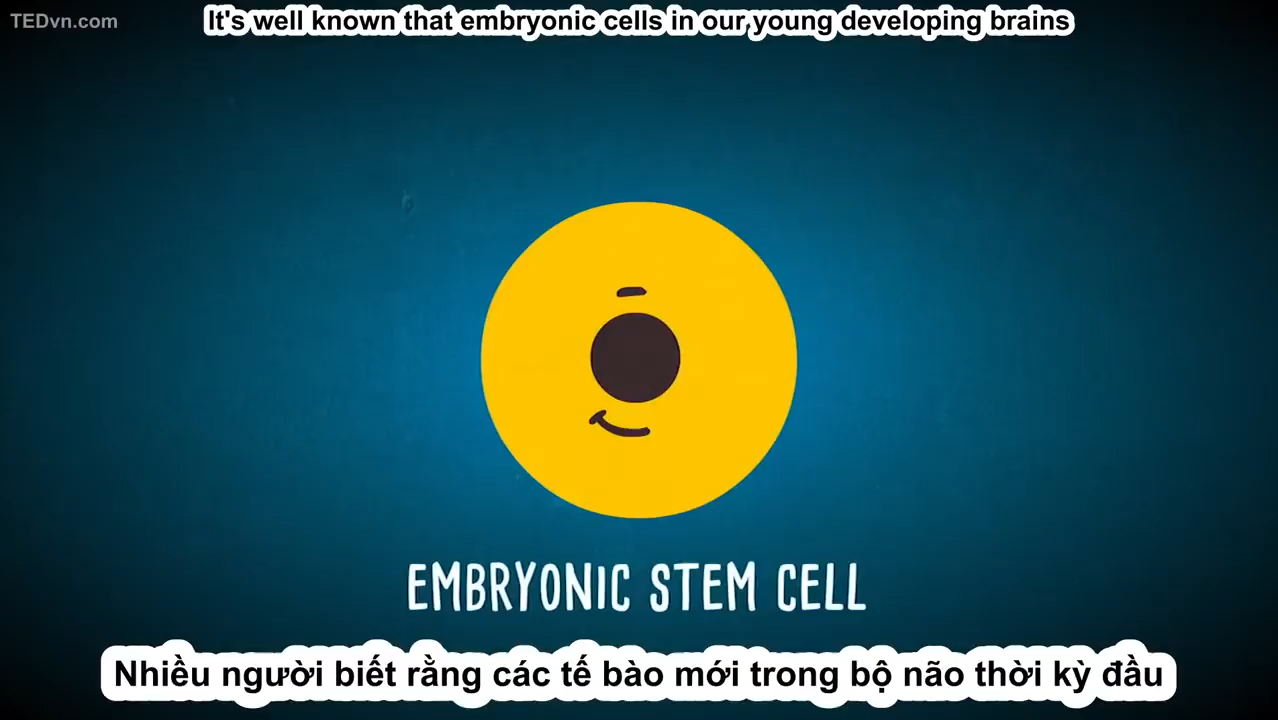 TEDvn.com
It's well known that embryonic cells in our young developing brains
EMBRYONIC STEM CELL
Nhiều người biết rằng các tế bào mới trong bộ não thời kỳ đầu